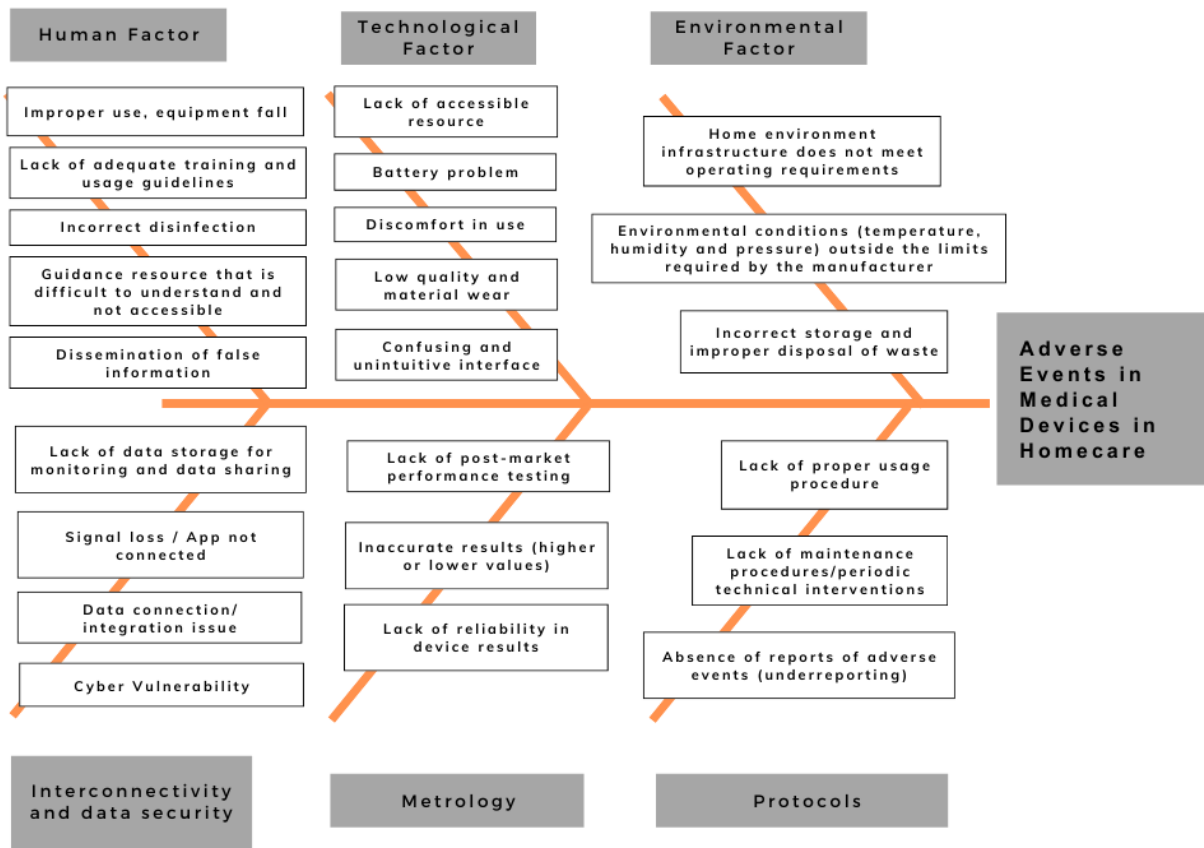 Human Factor
Technological
Factor
Environmental
Factor
Improper use, equipment fall
Lack of adequate training and
usage guidelines
Incorrect disinfection
Guidance resource that is
difficult to understand and
not accessible
Dissemination of false
information
Lack of accessible
resource
Battery problem
Discomfort in use
Low quality and
material wear
Confusing and
unintuitive interface
Home environment
infrastructure does not meet
operating requirements
Environmental conditions (temperature,
humidity and pressure) outside the limits
required by the manufacturer
Incorrect storage and
improper disposal of waste
Adverse
Events in
Medical
Devices in
Homecare
Lack of data storage for
monitoring and data sharing
Signal loss / App not
connected
Data connection/
integration issue
Cyber Vulnerability
Lack of post-market
performance testing
Inaccurate results (higher
or lower values)
Lack of reliability in
device results
Lack of proper usage
procedure
Lack of maintenance
procedures/periodic
technical interventions
Absence of reports of adverse
events (underreporting)
Interconnectivity
and data security
Metrology
Protocols